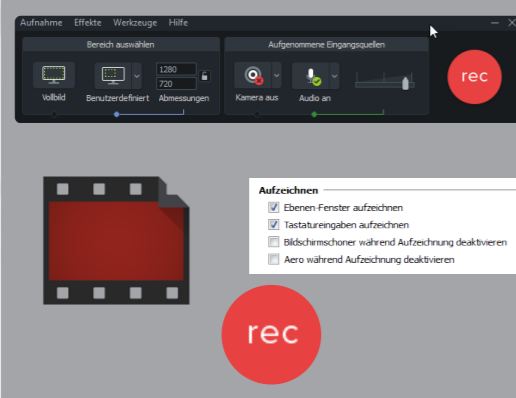 Aufnahme Effekte Werkzeuge Hilfe
Bereich auswählen
Aufgenommene Eingangsquellen
1280
720
rec
Vollbild
Benutzerdefiniert
Abmessungen
Kamera aus
Audio an
Aufzeichnen
Ebenen-Fenster aufzeichnen
Tastatureingaben aufzeichnen
Bildschirmschoner während Aufzeichnung deaktivieren
Aero während Aufzeichnung deaktivieren
rec